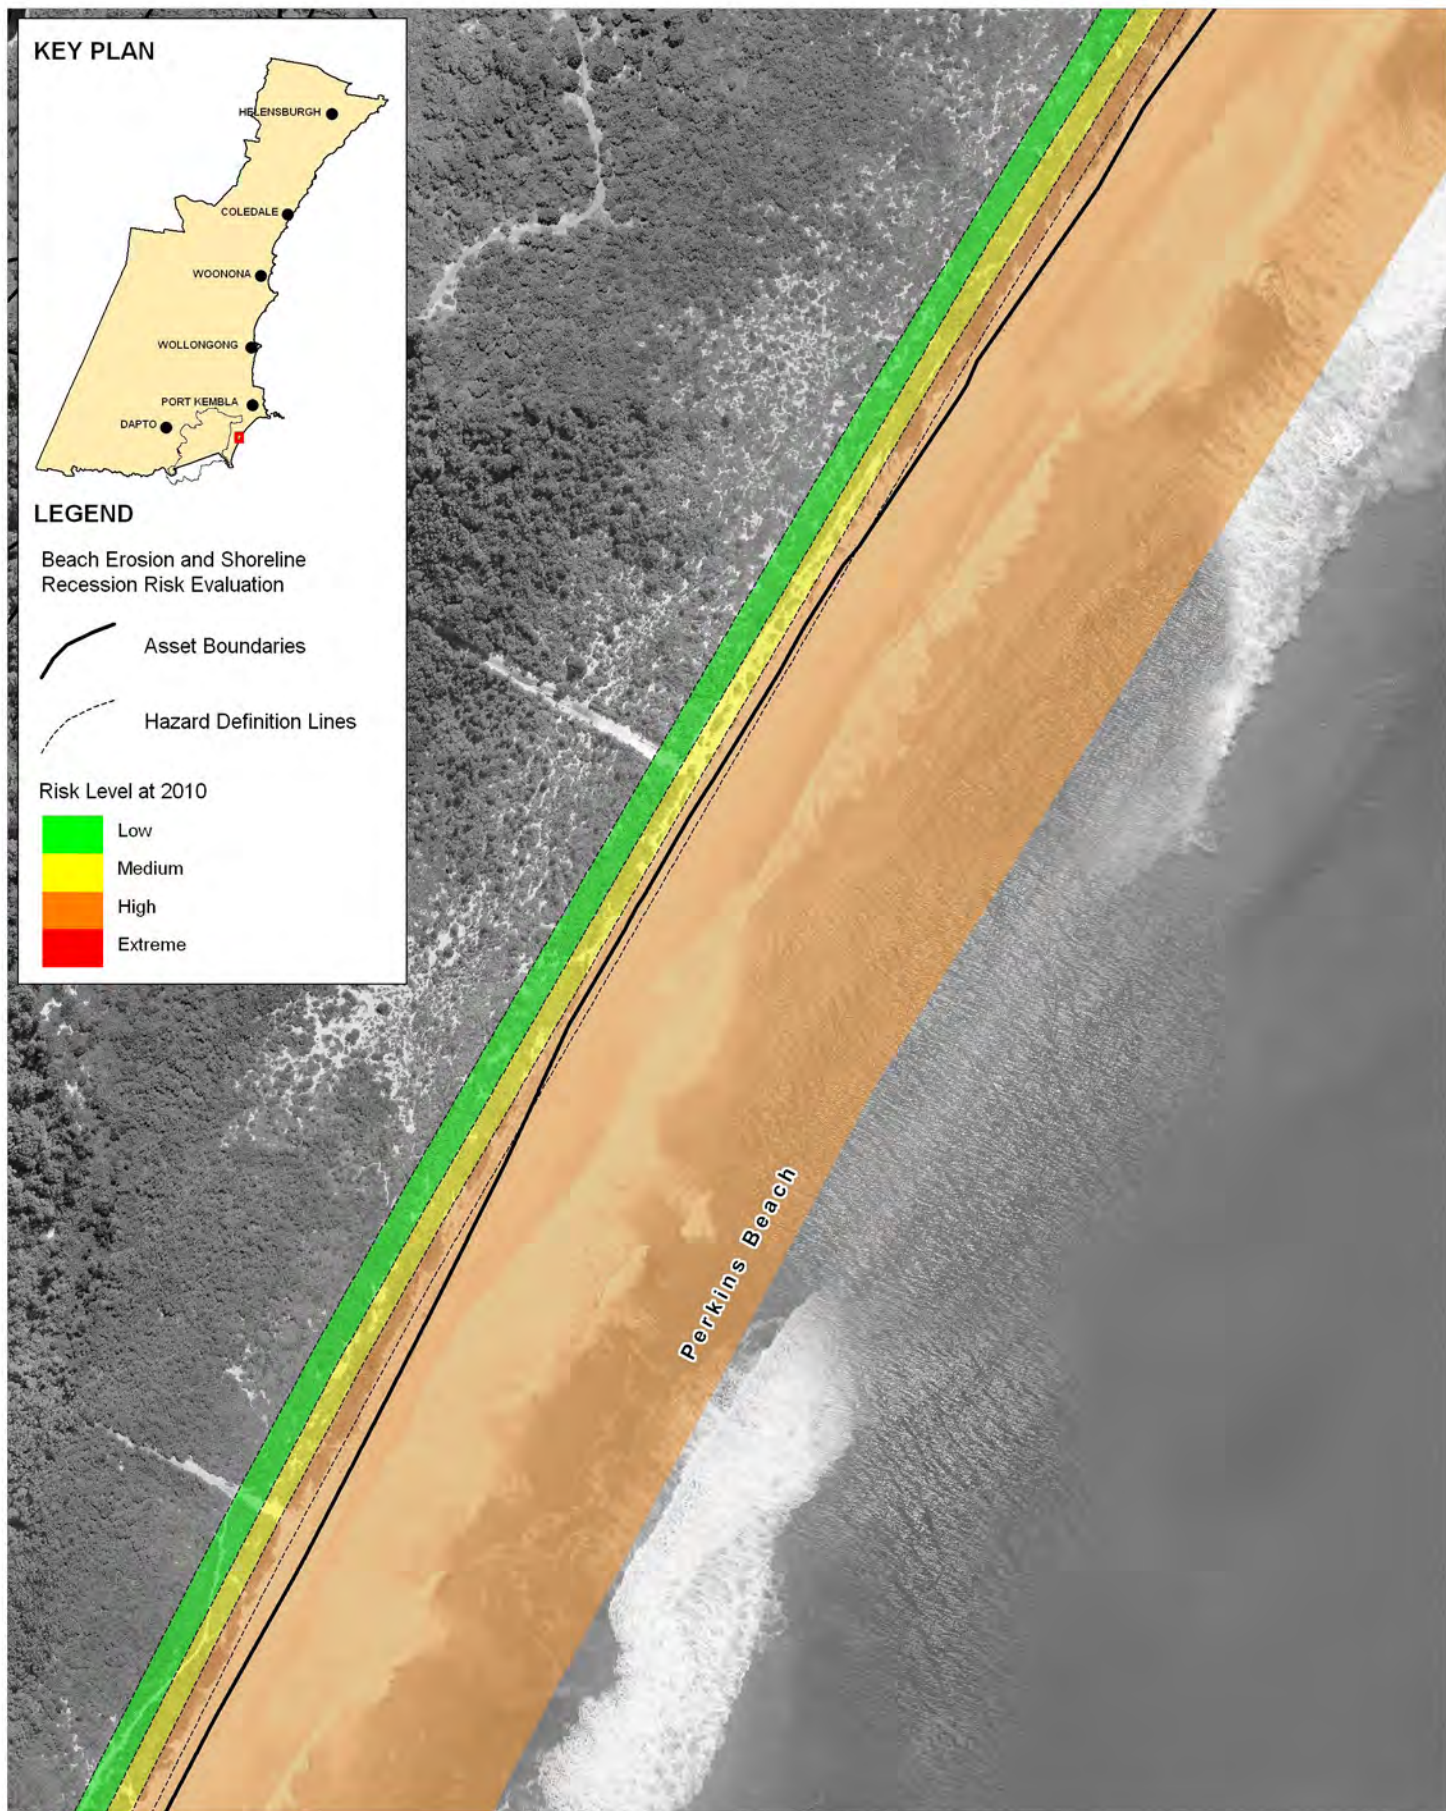 KEY PLAN
HELENSBURGH
COLEDALE
WOONONA
WOLLONGONG
PORT KEMBLA
DAPTO
LEGEND
Beach Erosion and Shoreline
Recession Risk Evaluation
Asset Boundaries
Hazard Definition Lines
Risk Level at 2010
Low
Medium
High
Extreme
Perkins Beach